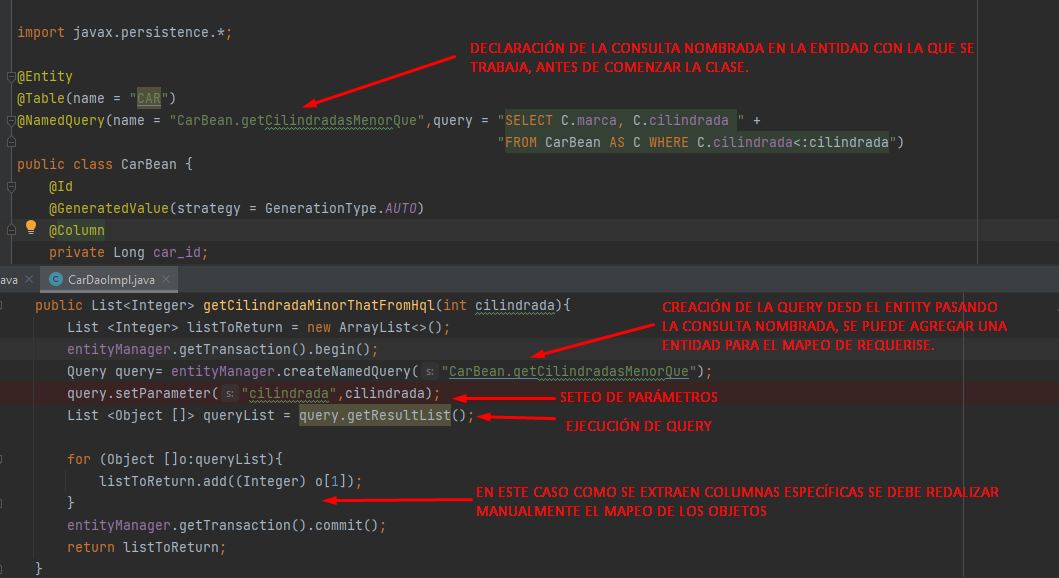 import javax.persistence.*;
DECLARACIÓN DE LA CONSULTA NOMBRADA EN LA ENTIDAD CON LA QUE SE
TRABAJA, ANTES DE COMENZAR LA CLASE.
@Entity
@Table(name = "CAR")
@NamedQuery(name = "CarBean.getCilindradasMenorQue",query = "SELECT C.marca, C.cilindrada " +
"FROM CarBean AS C WHERE C.cilindrada<:cilindrada")
public class CarBean {
@Id
@GeneratedValue(strategy = GenerationType.AUTO)
@Column
private Long car_id;
ava
CarDaoImpl.java
public List<Integer> getCilindradaMinorThatFromHql(int cilindrada){
List <Integer> listToReturn = new ArrayList<>();
entityManager.getTransaction().begin();
Query query= entityManager.createNamedQuery( s: "CarBean.getCilindradasMenorQue");
query.setParameter( s: "cilindrada",cilindrada);
List <Object []> queryList = query.getResultList();
for (Object []o:queryList){
listToReturn.add((Integer) o[1]);
}
entityManager.getTransaction().commit();
return listToReturn;
}
CREACIÓN DE LA QUERY DESD EL ENTITY PASANDO
LA CONSULTA NOMBRADA, SE PUEDE AGREGAR UNA
ENTIDAD PARA EL MAPEO DE REQUERISE.
SETEO DE PARÁMETROS
EJECUCIÓN DE QUERY
EN ESTE CASO COMO SE EXTRAEN COLUMNAS ESPECÍFICAS SE DEBE REDALIZAR
MANUALMENTE EL MAPEO DE LOS OBJETOS